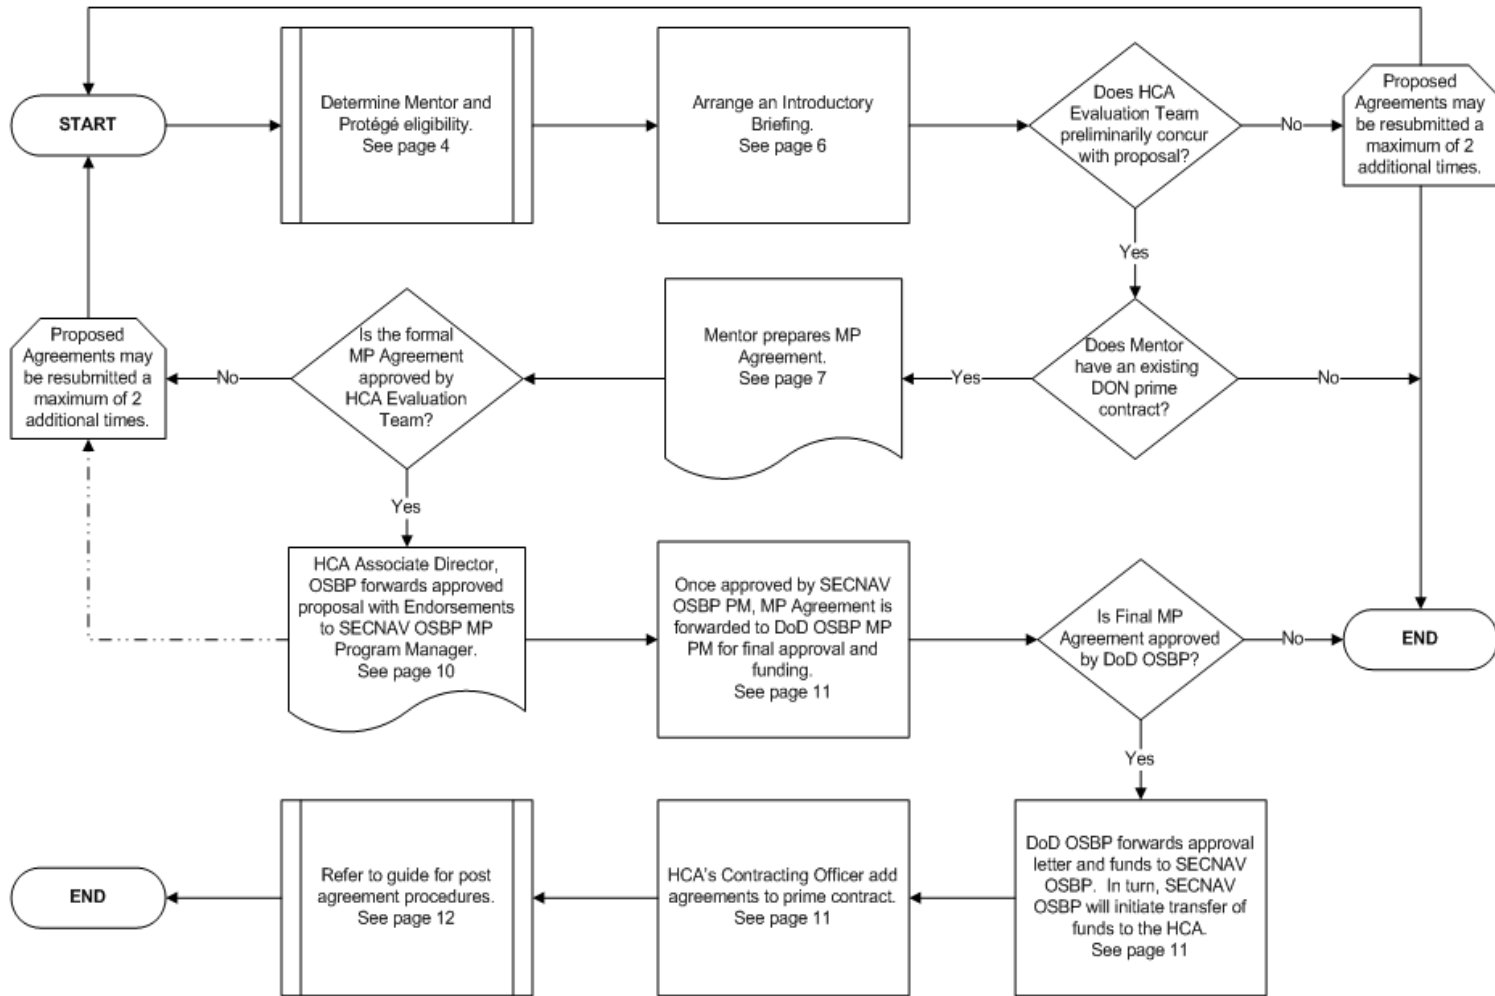 START
Determine Mentor and
Protégé eligibility.
See page 4
Arrange an Introductory
Briefing.
See page 6
Does HCA
Evaluation Team
preliminarily concur
with proposal?
No
Proposed
Agreements may
be resubmitted a
maximum of 2
additional times.
Yes
Does Mentor
have an existing
DON prime
contract?
No
Yes
Mentor prepares MP
Agreement.
See page 7
Is the formal
MP Agreement
approved by
HCA Evaluation
Team?
No
Proposed
Agreements may
be resubmitted a
maximum of 2
additional times.
Yes
HCA Associate Director,
OSBP forwards approved
proposal with Endorsements
to SECNAV OSBP MP
Program Manager.
See page 10
Once approved by SECNAV
OSBP PM, MP Agreement is
forwarded to DoD OSBP MP
PM for final approval and
funding.
See page 11
Is Final MP
Agreement approved
by DoD OSBP?
No
END
Yes
DoD OSBP forwards approval
letter and funds to SECNAV
OSBP. In turn, SECNAV
OSBP will initiate transfer of
funds to the HCA.
See page 11
HCA's Contracting Officer add
agreements to prime contract.
See page 11
Refer to guide for post
agreement procedures.
See page 12
END